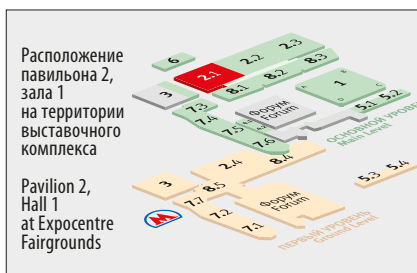 Расположение
павильона 2,
зала 1
на территории
выставочного
комплекса
Pavilion 2,
Hall 1
at Expocentre
Fairgrounds
6
2.1
2.2
2.3
3
8.1
8.2
8.3
1
7.3
7.4
7.5
7.6
Форум
Forum
5.1
5.2
ОСНОВНОЙ УРОВЕНЬ
Main Level
3
2.4
8.4
8.5
7.7
7.2
7.1
Форум
Forum
5.3
5.4
ПЕРВЫЙ УРОВЕНЬ
Ground Level
М